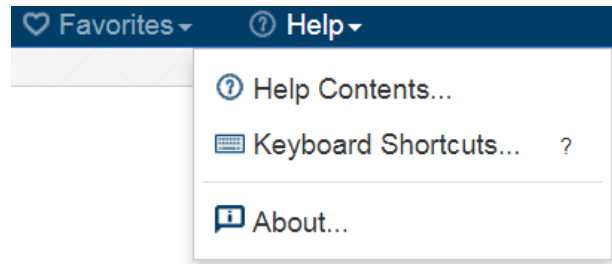 Favorites Help
Help Contents...
Keyboard Shortcuts... ?
About...